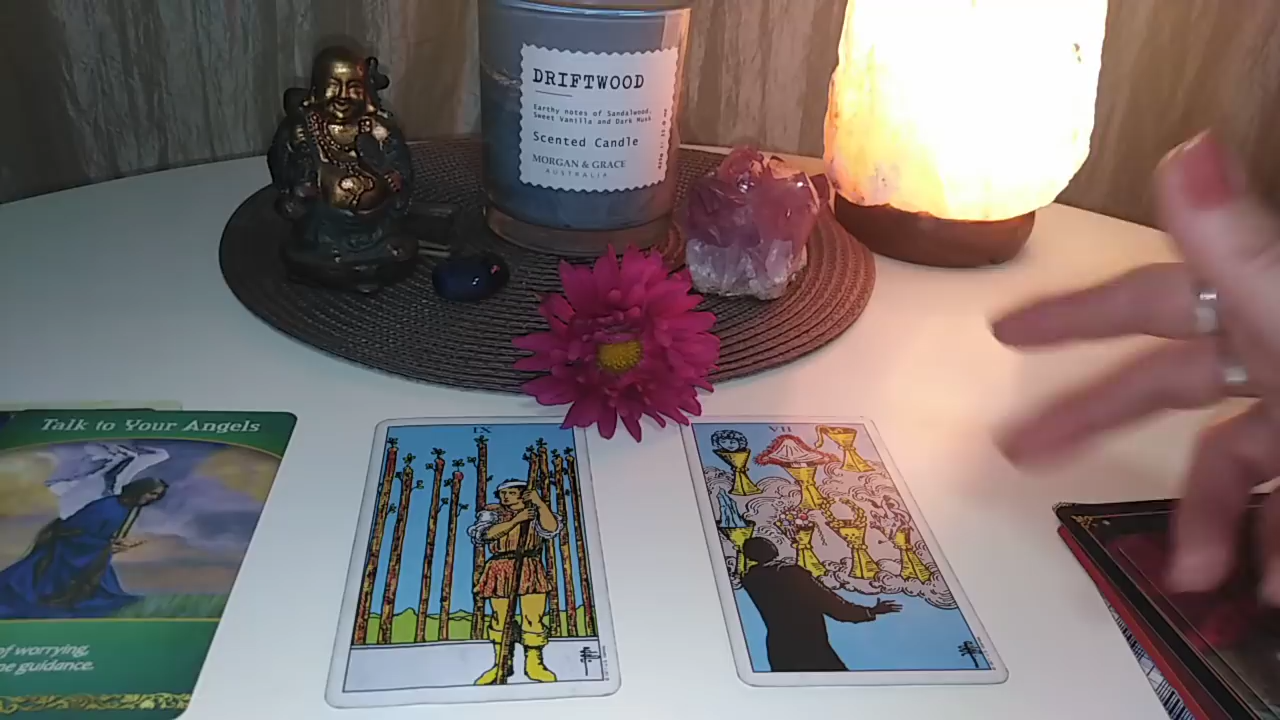 DRIFTWOOD
Earthy notes of Sandalwood,
Sweet Vanilla and Dark Musk
Scented Candle
MORGAN & GRACE
AUSTRALIA
Talk to Your Angels
of worrying,
guidance.
IX
VII